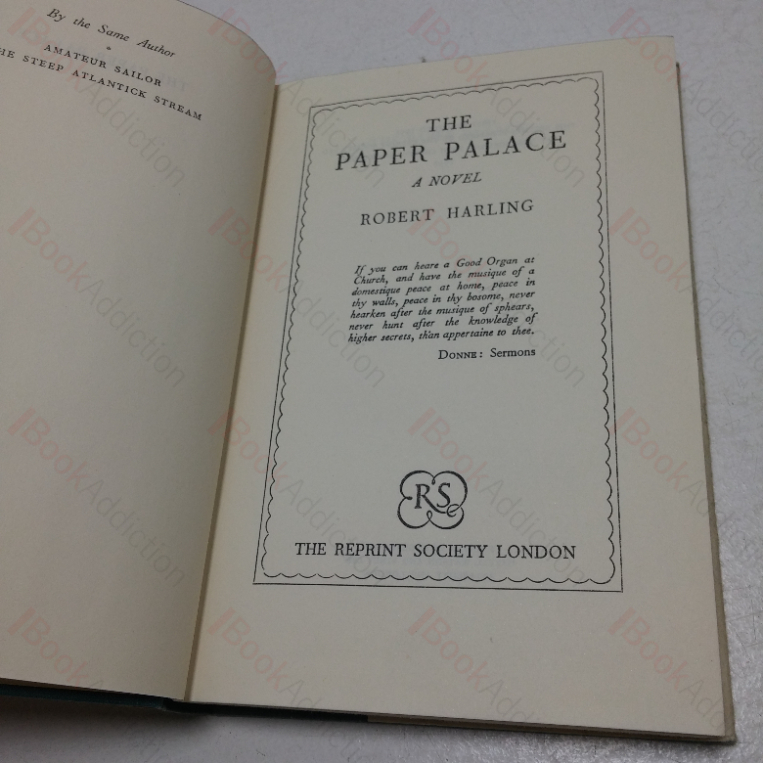 By the Same Author
*
AMATEUR SAILOR
HE STEEP ATLANTICK STREAM
THE
PAPER PALACE
A NOVEL
ROBERT HARLING
If you can heare a Good Organ at
Church, and have the musique of a
domestique peace at home, peace in
thy walls, peace in thy bosome, never
hearken after the musique of sphears,
never hunt after the knowledge of
higher secrets, than appertaine to thee.
DONNE: Sermons
RS
THE REPRINT SOCIETY LONDON
BookAddiction